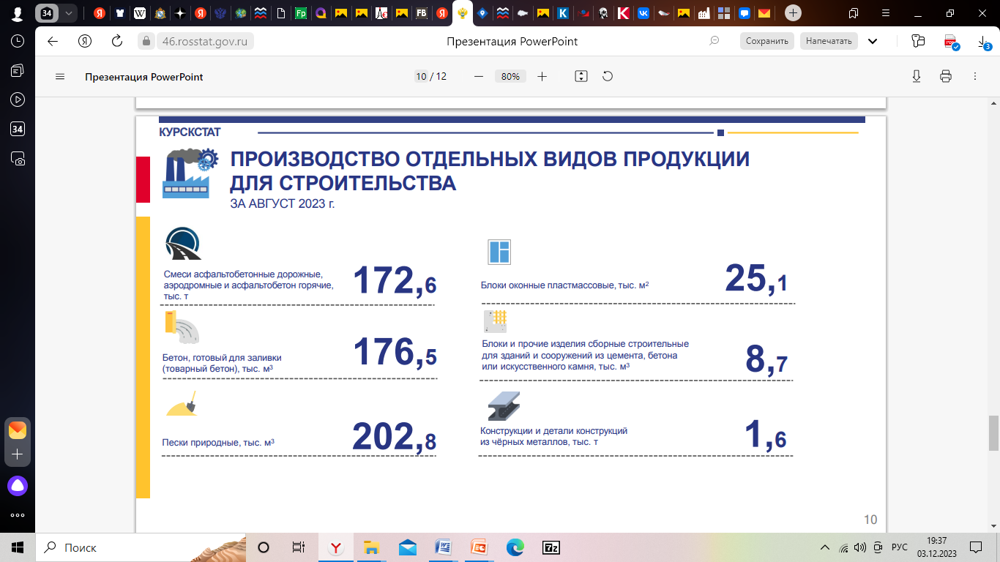 34
46.rosstat.gov.ru
Презентация PowerPoint
Сохранить
Напечатать
3
Презентация PowerPoint
10 / 12
80%
34
КУРСКСТАТ
ПРОИЗВОДСТВО ОТДЕЛЬНЫХ ВИДОВ ПРОДУКЦИИ
ДЛЯ СТРОИТЕЛЬСТВА
ЗА АВГУСТ 2023 г.
Смеси асфальтобетонные дорожные,
аэродромные и асфальтобетон горячие,
тыс. т
172,6
Бетон, готовый для заливки
(товарный бетон), тыс. м³
176,5
Пески природные, тыс. м³
202,8
Блоки оконные пластмассовые, тыс. м²
25,1
Блоки и прочие изделия сборные строительные
для зданий и сооружений из цемента, бетона
или искусственного камня, тыс. м³
8,7
Конструкции и детали конструкций
из чёрных металлов, тыс. т
1,6
10
Поиск
7z
РУС
19:37
03.12.2023